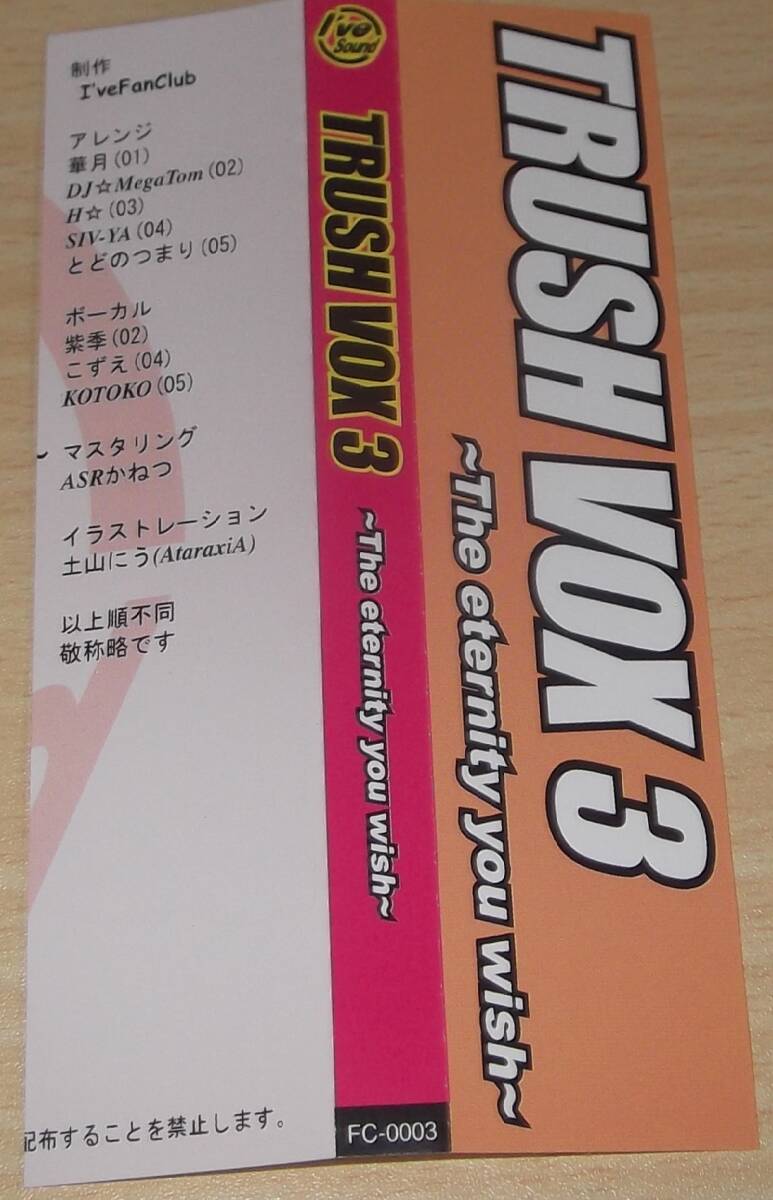 制作
I'veFanClub
アレンジ
華月(01)
DJ☆MegaTom(02)
H☆(03)
SIV-YA(04)
とどのつまり(05)
ボーカル
紫季(02)
こずえ(04)
KOTOKO(05)
マスタリング
ASRかねつ
イラストレーション
土山にう(AtaraxiA)
以上順不同
敬称略です
配布することを禁止します。
I've Sound
TRUSH VOX 3
~The eternity you wish~
FC-0003
TRUSH VOX 3
~The eternity you wish~